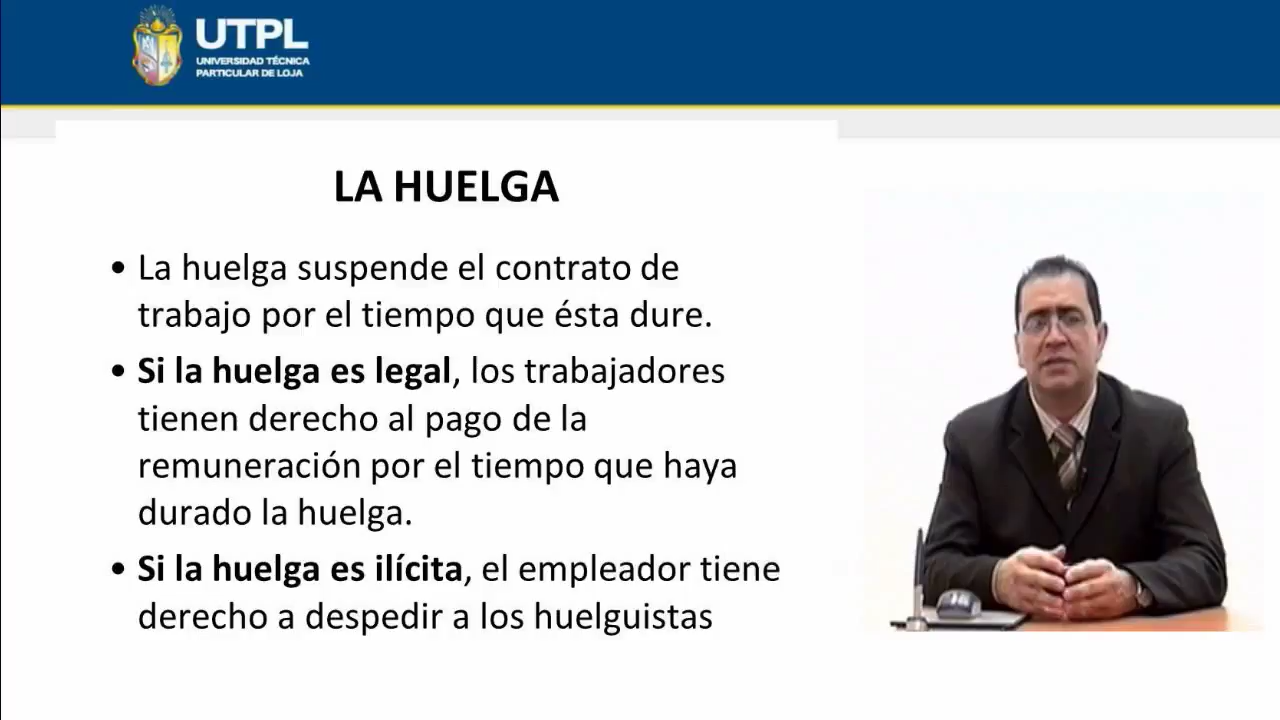 UTPL
UNIVERSIDAD TÉCNICA
PARTICULAR DE LOJA
LA HUELGA
• La huelga suspende el contrato de
trabajo por el tiempo que ésta dure.
• Si la huelga es legal, los trabajadores
tienen derecho al pago de la
remuneración por el tiempo que haya
durado la huelga.
• Si la huelga es ilícita, el empleador tiene
derecho a despedir a los huelguistas